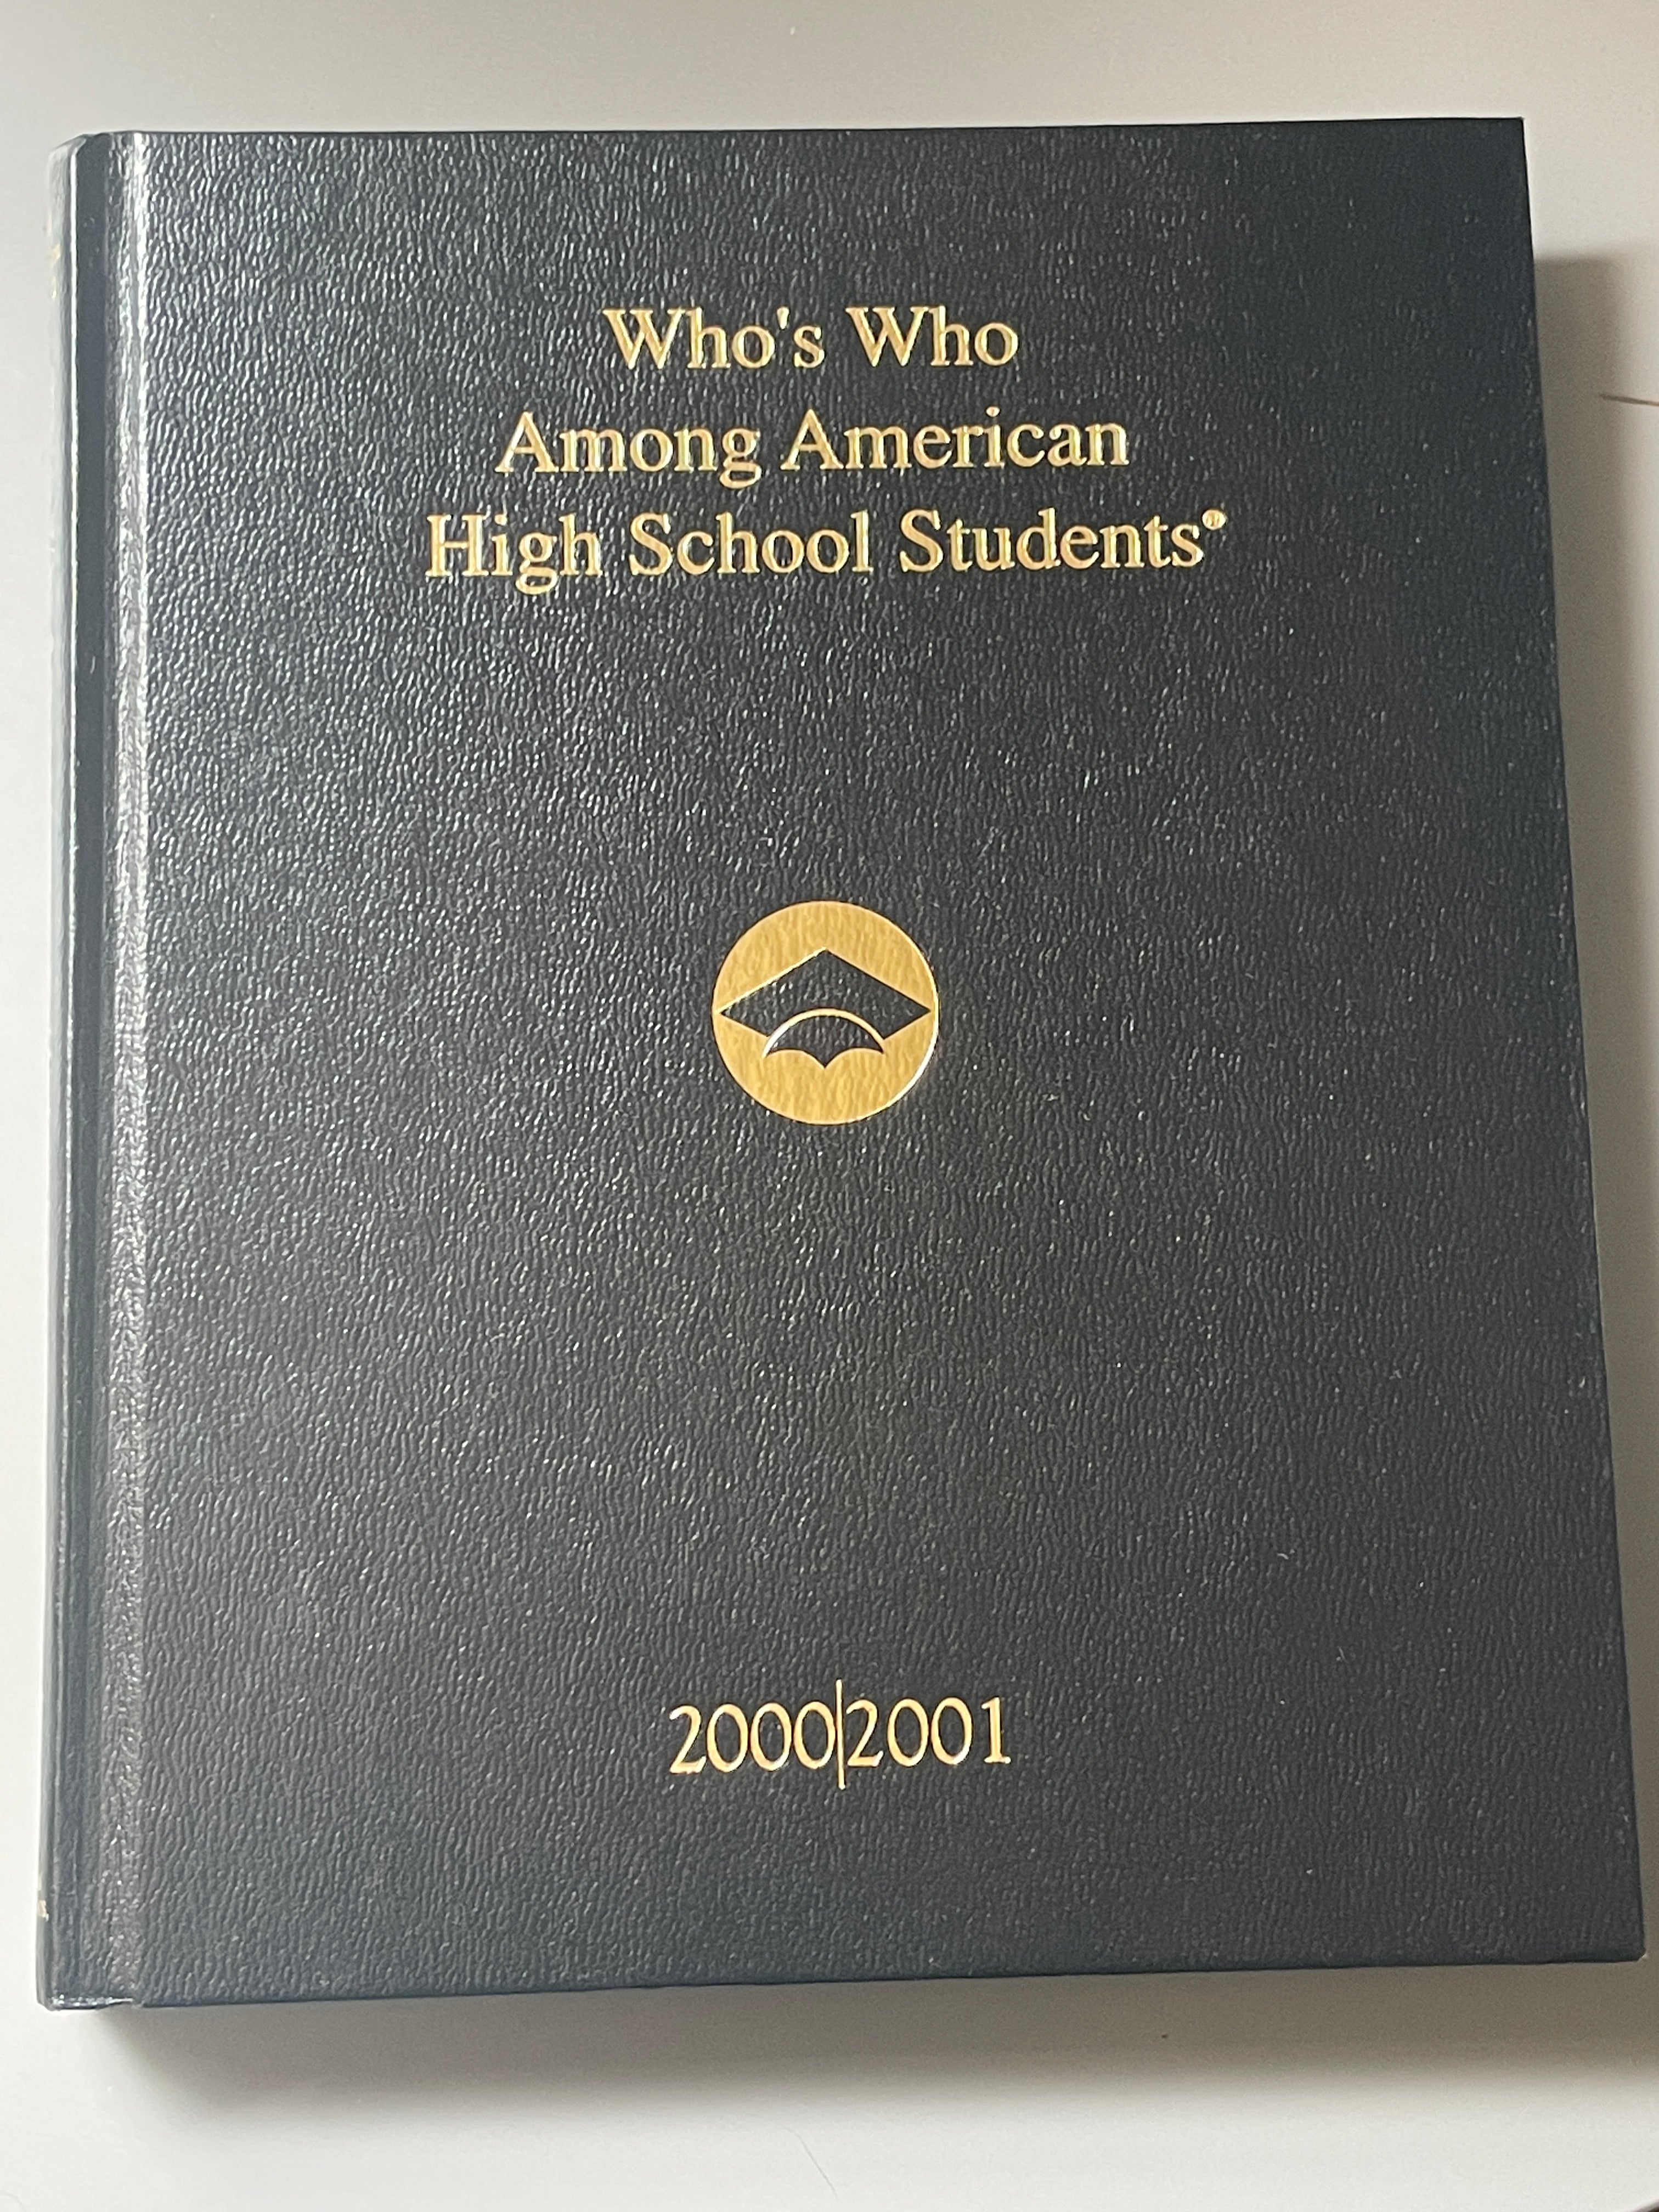 Who's Who
Among American
High School Students®
2000|2001